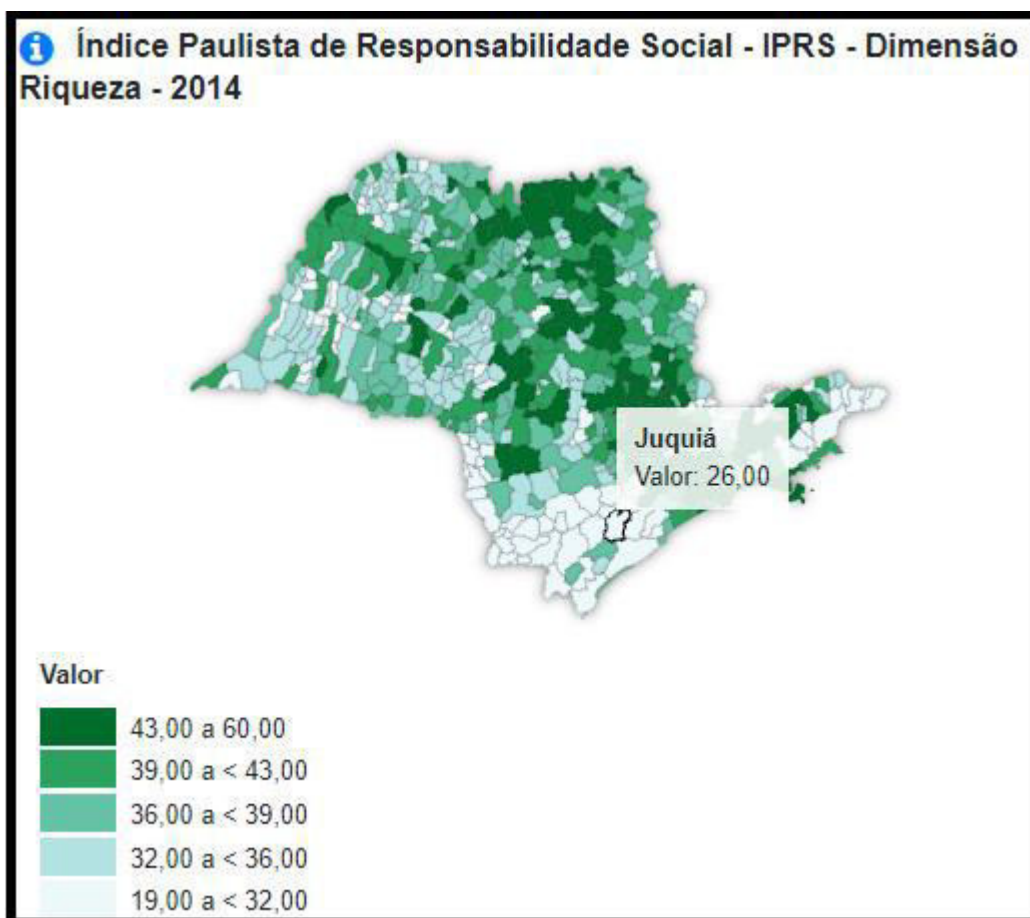 Índice Paulista de Responsabilidade Social - IPRS - Dimensão
Riqueza - 2014
Juquiá
Valor: 26,00
Valor
43,00 a 60,00
39,00 a < 43,00
36,00 a < 39,00
32,00 a < 36,00
19,00 a < 32,00